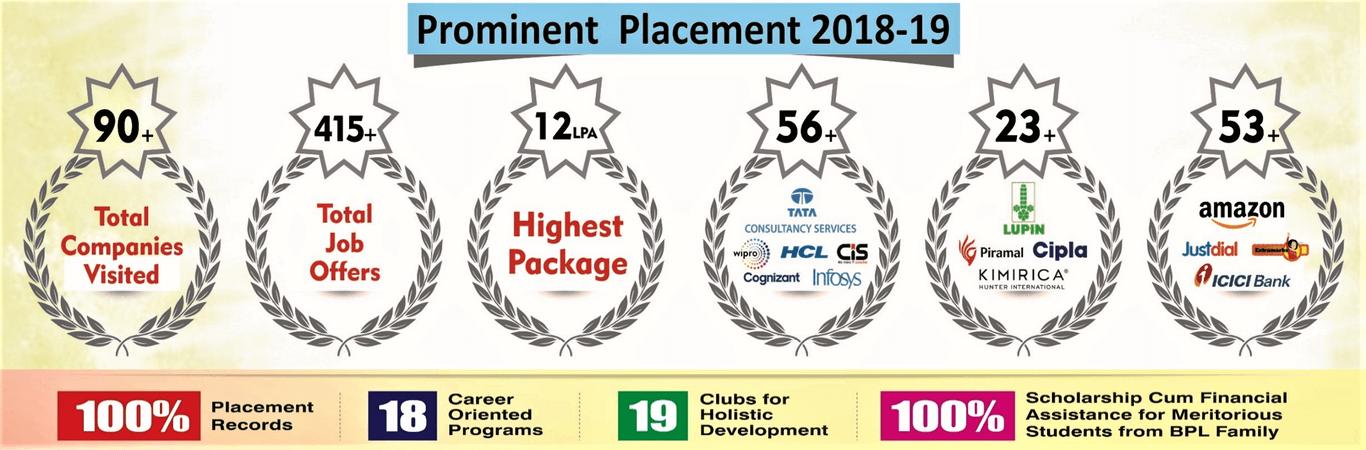 Prominent Placement 2018-19
90+
Total
Companies
Visited
415+
Total
Job
Offers
12LPA
Highest
Package
56+
TATA
CONSULTANCY SERVICES
wipro HCL CiS
Cognizant Infosys
23+
LUPIN
Piramal Cipla
KIMIRICA®
HUNTER INTERNATIONAL
53+
amazon
Justdial Extramarks
ICICI Bank
100%
Placement
Records
18
Career
Oriented
Programs
19
Clubs for
Holistic
Development
100%
Scholarship Cum Financial
Assistance for Meritorious
Students from BPL Family